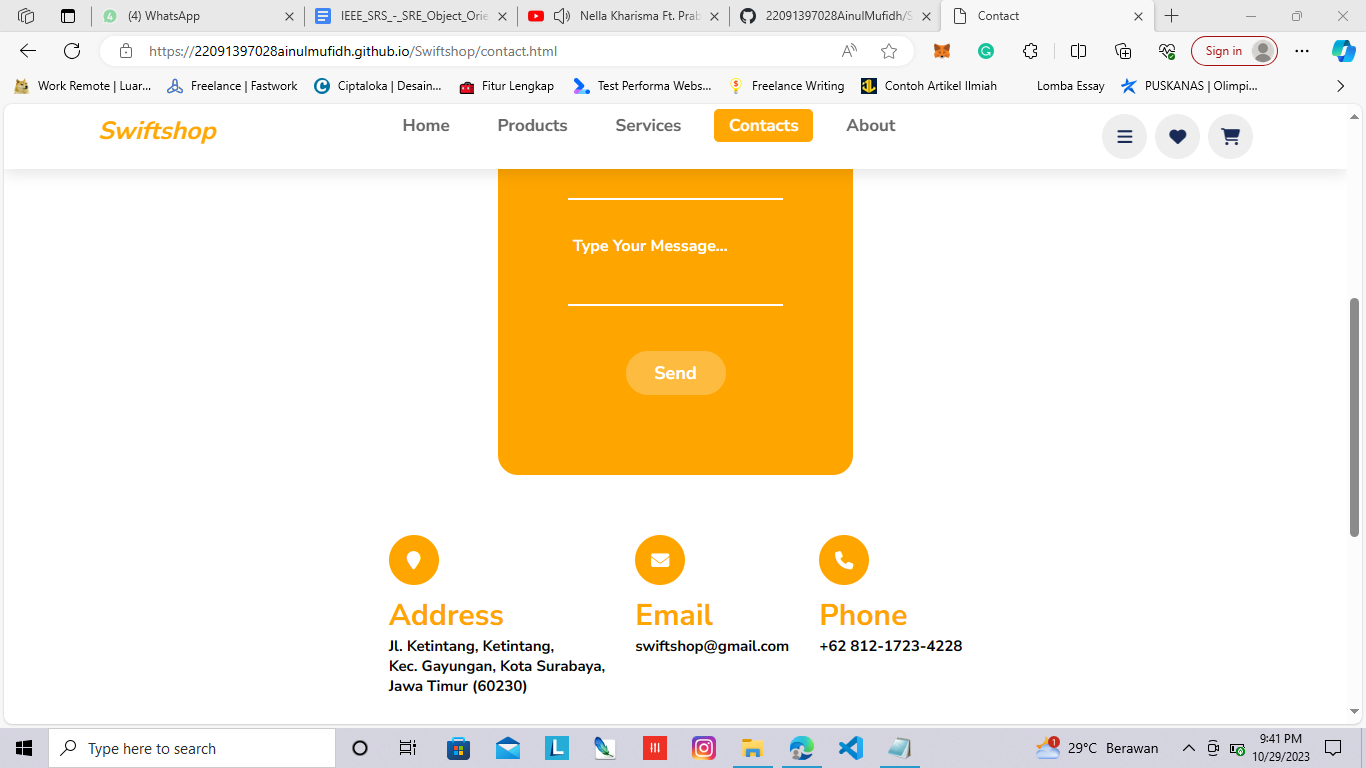 (4) WhatsApp
IEEE_SRS_-_SRE_Object_Orie
Nella Kharisma Ft. Prab
22091397028AinulMufidh/S
Contact
https://22091397028ainulmufidh.github.io/Swiftshop/contact.html
Sign in
Work Remote | Luar...
Freelance | Fastwork
Ciptaloka | Desain...
Fitur Lengkap
Test Performa Webs...
Freelance Writing
Contoh Artikel Ilmiah
Lomba Essay
PUSKANAS | Olimpi...
Swiftshop
Home
Products
Services
Contacts
About
Type Your Message...
Send
Address
Jl. Ketintang, Ketintang,
Kec. Gayungan, Kota Surabaya,
Jawa Timur (60230)
Email
swiftshop@gmail.com
Phone
+62 812-1723-4228
Type here to search
1
29°C Berawan
9:41 PM
10/29/2023